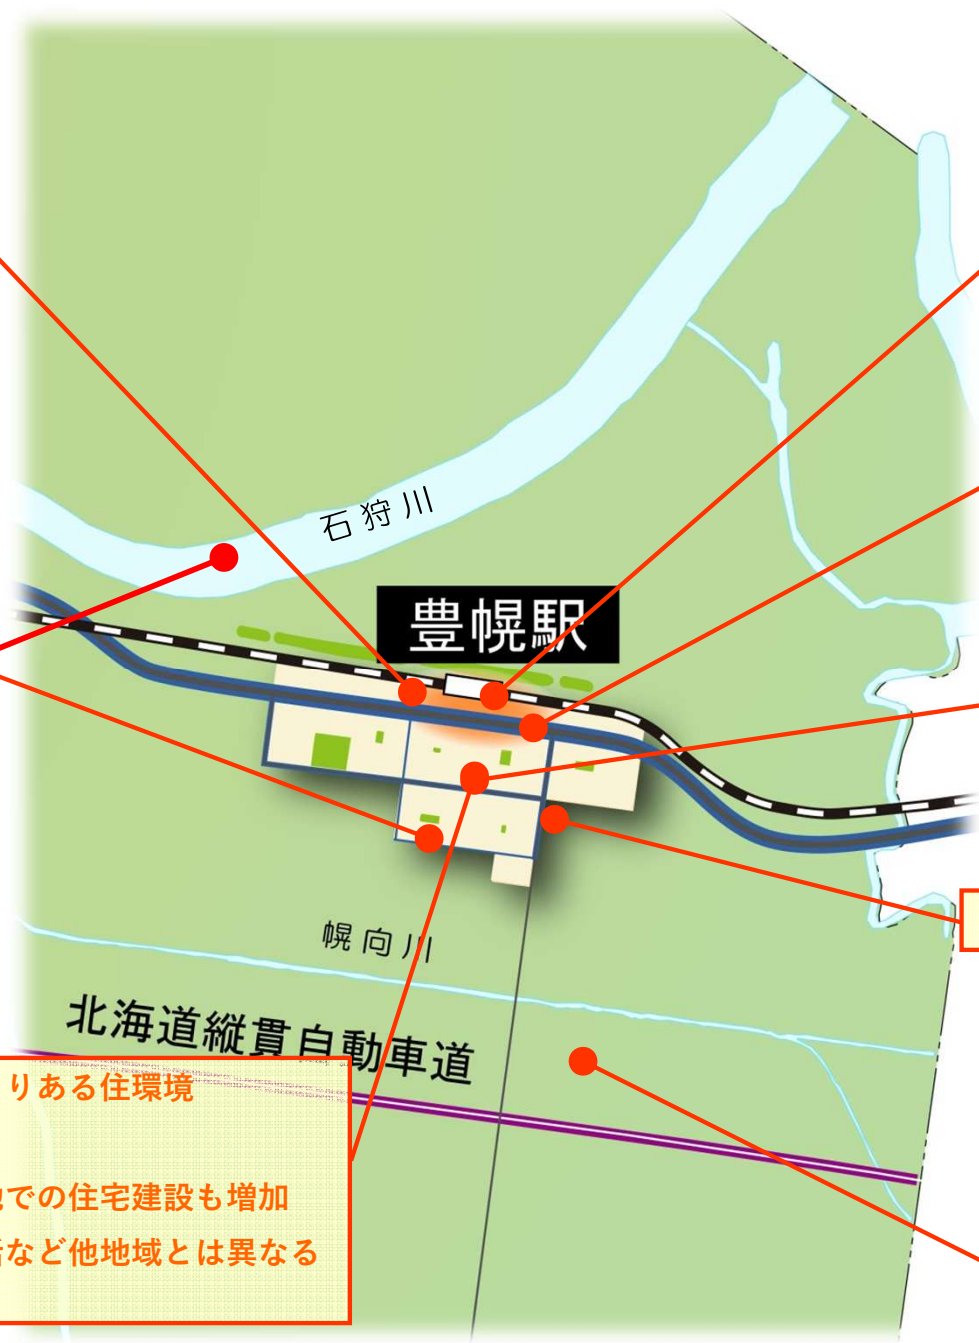 石狩川
豊幌駅
幌向川
北海道縦貫自動車道
りある住環境
での住宅建設も増加
など他地域とは異なる